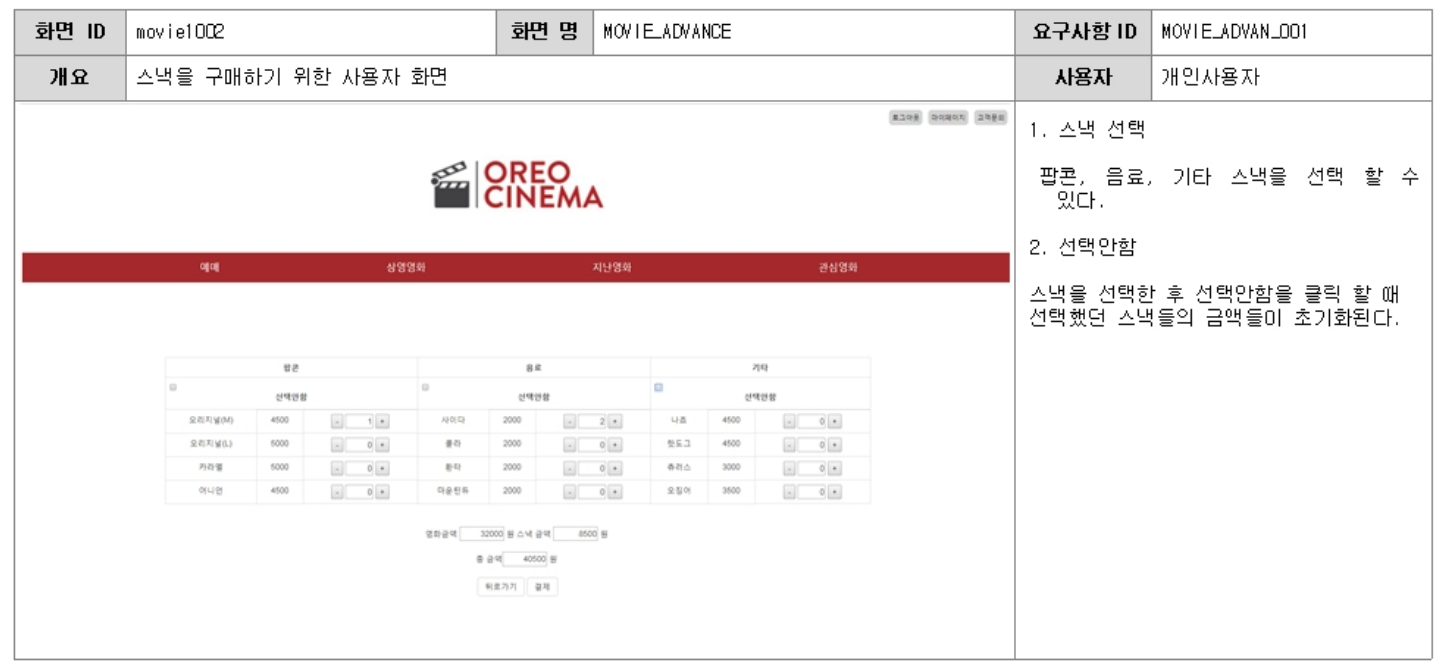 화면 ID movie1002 화면 명 MOVIE_ADVANCE 요구사항 ID MOVIE_ADVAN_001
개요 스낵을 구매하기 위한 사용자 화면 사용자 개인사용자
로그아웃 마이페이지 고객문의
OREO
CINEMA
예매 상영영화 지난영화 관심영화
팝콘 음료 기타
선택안함 선택안함 선택안함
오리지널(M) 4500 - 1 + 사이다 2000 - 2 + 나쵸 4500 - 0 +
오리지널(L) 5000 - 0 + 콜라 2000 - 0 + 핫도그 4500 - 0 +
카라멜 5000 - 0 + 환타 2000 - 0 + 츄러스 3000 - 0 +
어니언 4500 - 0 + 마운틴듀 2000 - 0 + 오징어 3500 - 0 +
영화금액 32000 원 스낵 금액 8500 원
총 금액 40500 원
뒤로가기 결제
1. 스낵 선택
팝콘, 음료, 기타 스낵을 선택 할 수
있다.
2. 선택안함
스낵을 선택한 후 선택안함을 클릭 할 때
선택했던 스낵들의 금액들이 초기화된다.